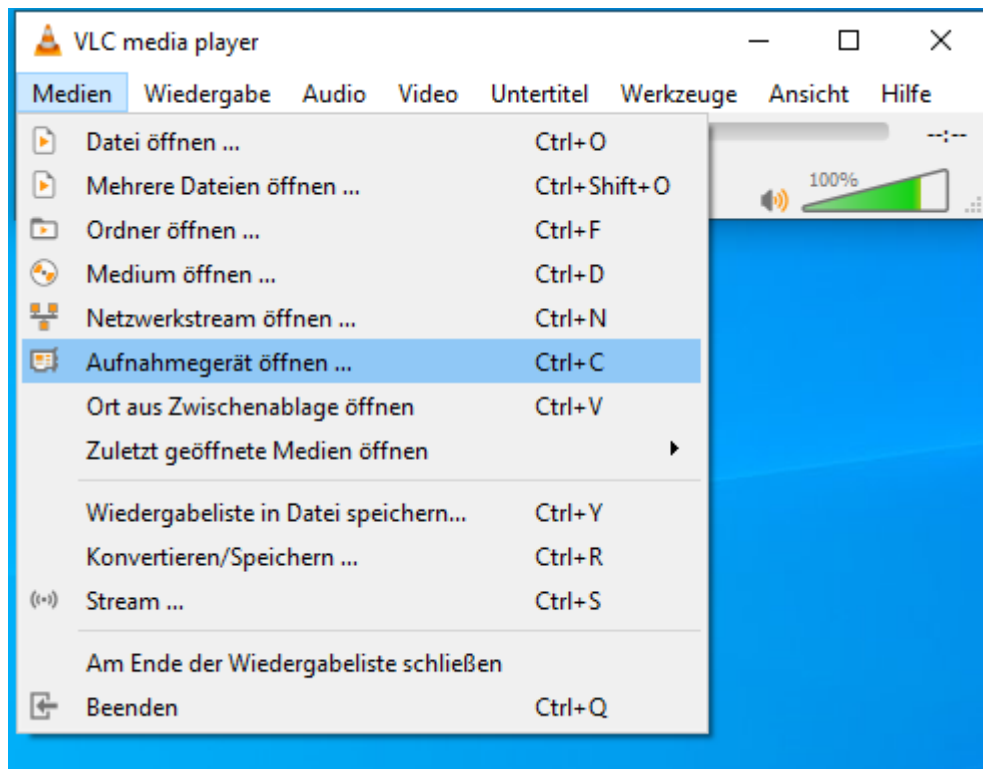 VLC media player
Medien Wiedergabe Audio Video Untertitel Werkzeuge Ansicht Hilfe
Datei öffnen ... Ctrl+O
--:--
Mehrere Dateien öffnen ... Ctrl+Shift+O
100%
Ordner öffnen ... Ctrl+F
Medium öffnen ... Ctrl+D
Netzwerkstream öffnen ... Ctrl+N
Aufnahmegerät öffnen ... Ctrl+C
Ort aus Zwischenablage öffnen Ctrl+V
Zuletzt geöffnete Medien öffnen
Wiedergabeliste in Datei speichern... Ctrl+Y
Konvertieren/Speichern ... Ctrl+R
Stream ... Ctrl+S
Am Ende der Wiedergabeliste schließen
Beenden Ctrl+Q